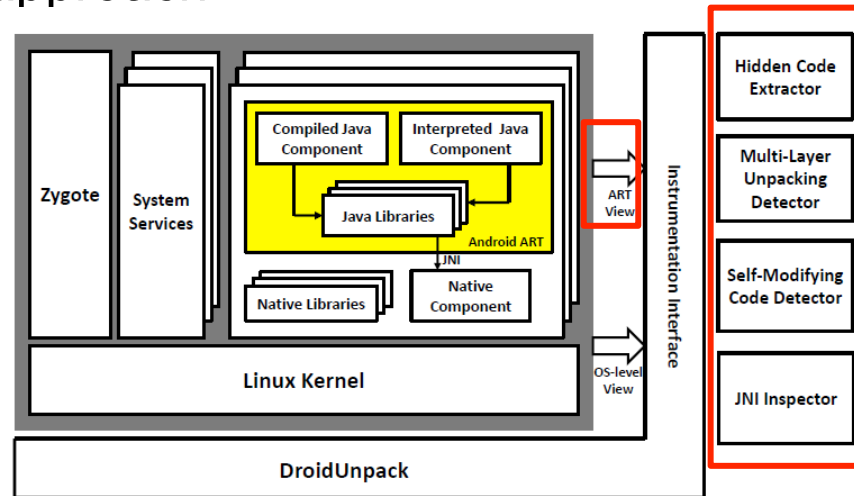 Zygote
System
Services
Compiled Java
Component
Interpreted Java
Component
Java Libraries
Android ART
JNI
Native Libraries
Native
Component
Linux Kernel
ART
View
OS-level
View
Instrumentation Interface
DroidUnpack
Hidden Code
Extractor
Multi-Layer
Unpacking
Detector
Self-Modifying
Code Detector
JNI Inspector